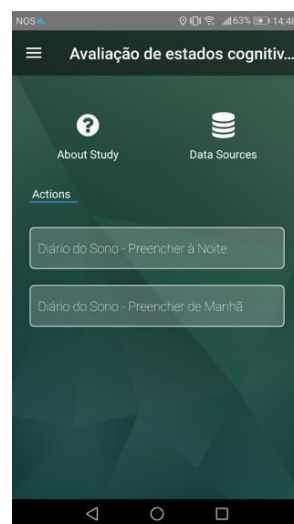 NOS 63% 14:46
Avaliação de estados cognitiv...
?
About Study Data Sources
Actions
Diário do Sono - Preencher à Noite
Diário do Sono - Preencher de Manhã